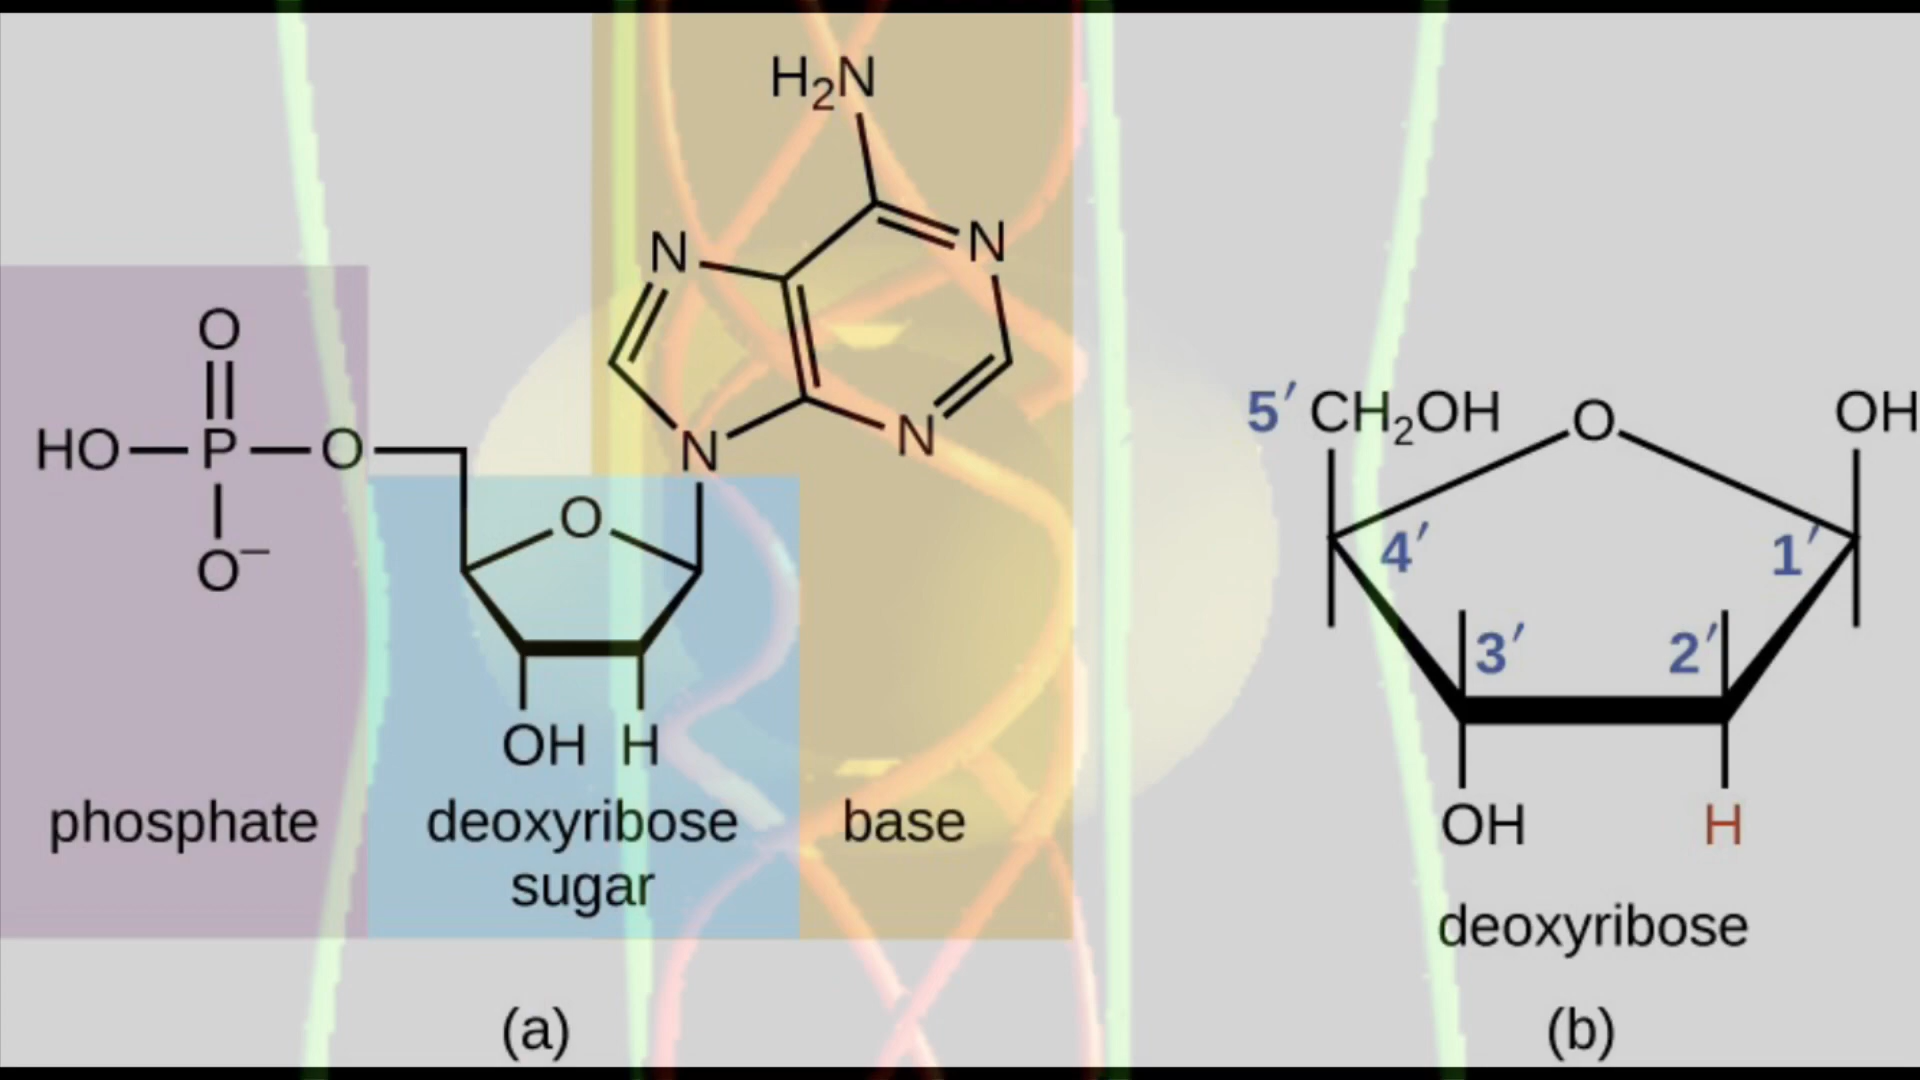 H₂N
N
N
N
N
O
HO P O
O⁻
O
OH H
phosphate
deoxyribose
sugar
base
(a)
5′ CH₂OH
O
OH
4′
1′
3′
2′
OH
H
deoxyribose
(b)